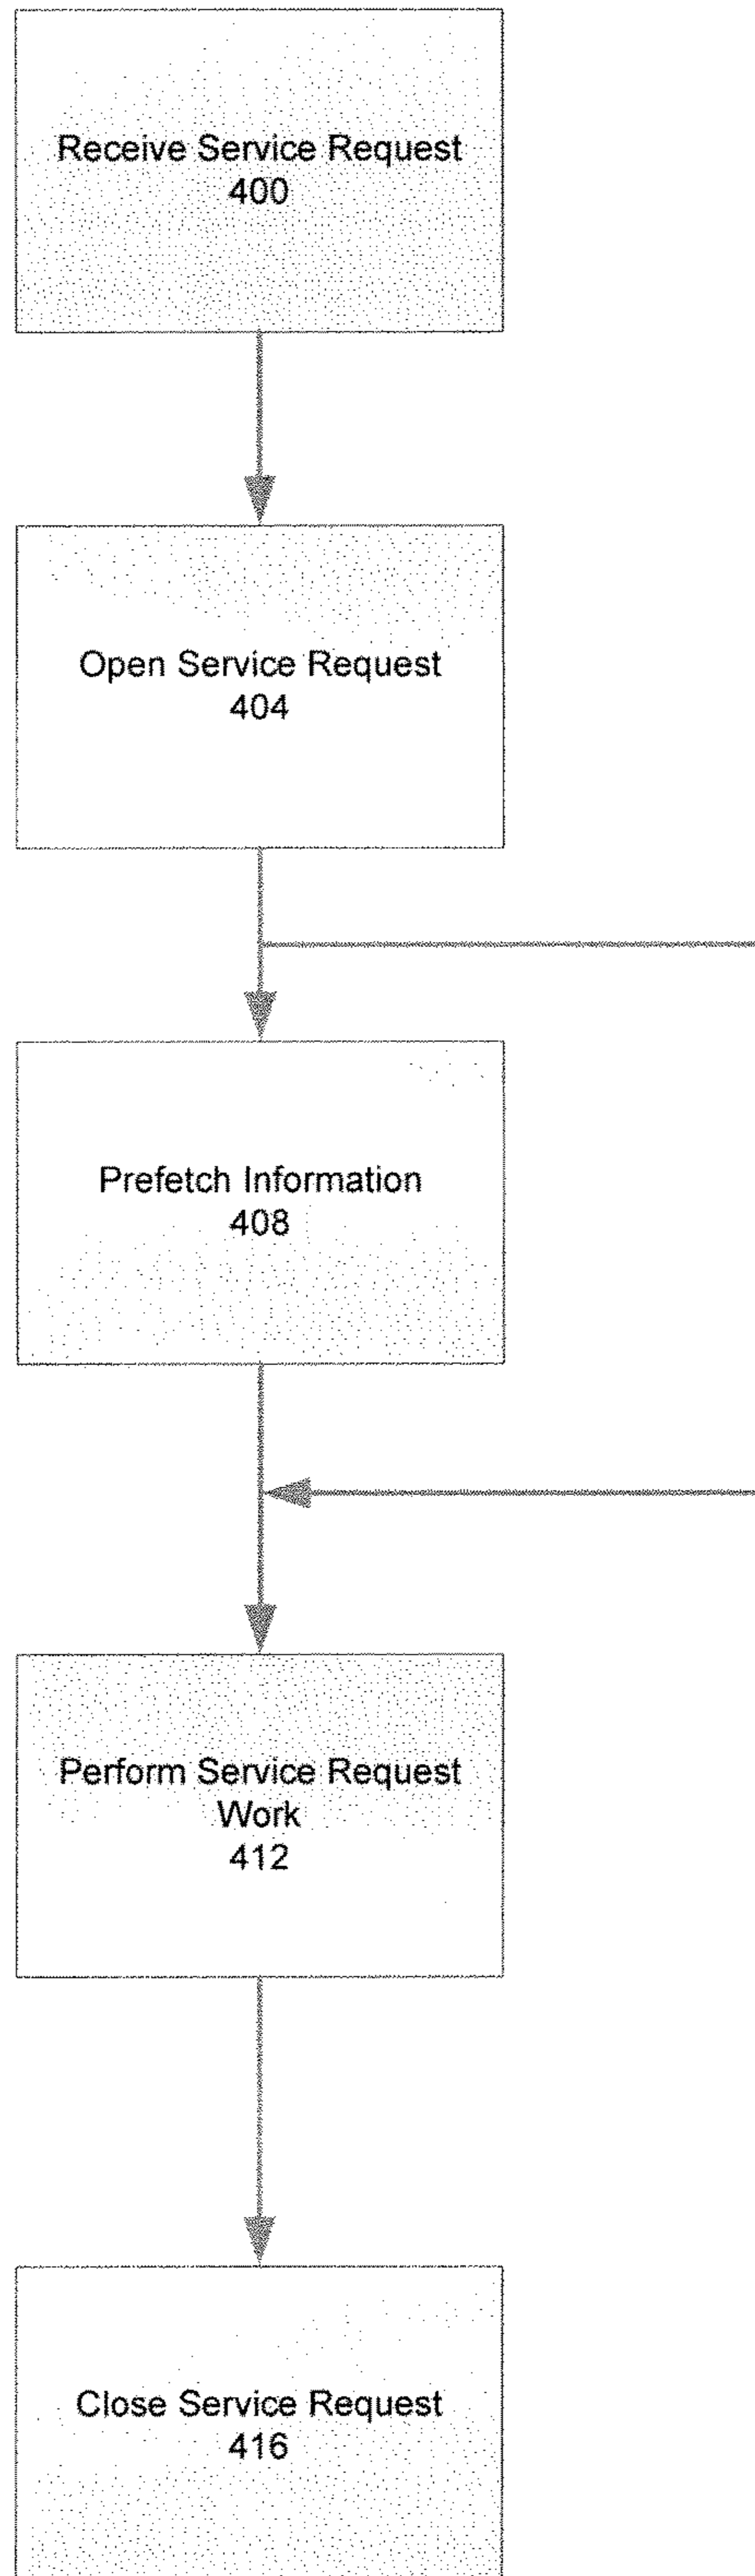 Receive Service Request
400
Open Service Request
404
Prefetch Information
408
Perform Service Request
Work
412
Close Service Request
416